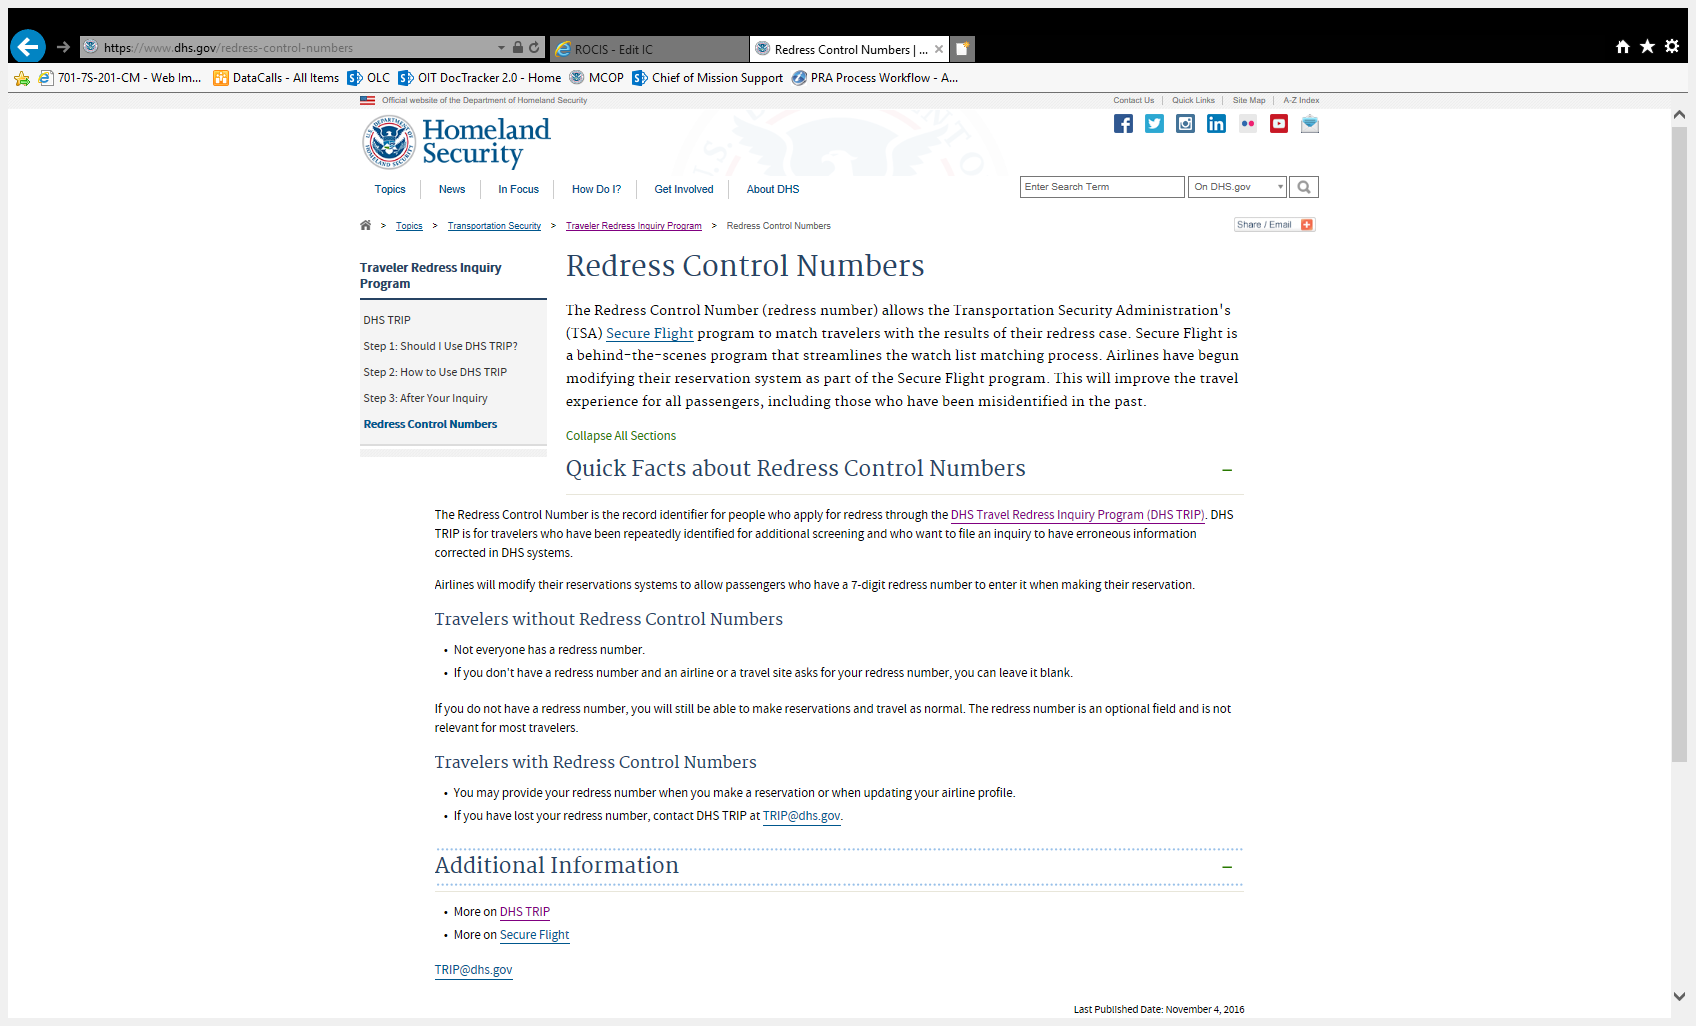 https://www.dhs.gov/redress-control-numbers
ROCIS - Edit IC
Redress Control Numbers | ...
701-7S-201-CM - Web Im...
DataCalls - All Items
OLC
OIT DocTracker 2.0 - Home
MCOP
Chief of Mission Support
PRA Process Workflow - A...
Official website of the Department of Homeland Security
Contact Us
Quick Links
Site Map
A-Z Index
Homeland
Security
Topics
News
In Focus
How Do I?
Get Involved
About DHS
Enter Search Term
On DHS.gov
> Topics > Transportation Security > Traveler Redress Inquiry Program > Redress Control Numbers
Share / Email
Traveler Redress Inquiry
Program
DHS TRIP
Step 1: Should I Use DHS TRIP?
Step 2: How to Use DHS TRIP
Step 3: After Your Inquiry
Redress Control Numbers
Redress Control Numbers
The Redress Control Number (redress number) allows the Transportation Security Administration's
(TSA) Secure Flight program to match travelers with the results of their redress case. Secure Flight is
a behind-the-scenes program that streamlines the watch list matching process. Airlines have begun
modifying their reservation system as part of the Secure Flight program. This will improve the travel
experience for all passengers, including those who have been misidentified in the past.
Collapse All Sections
Quick Facts about Redress Control Numbers
The Redress Control Number is the record identifier for people who apply for redress through the DHS Travel Redress Inquiry Program (DHS TRIP). DHS
TRIP is for travelers who have been repeatedly identified for additional screening and who want to file an inquiry to have erroneous information
corrected in DHS systems.
Airlines will modify their reservations systems to allow passengers who have a 7-digit redress number to enter it when making their reservation.
Travelers without Redress Control Numbers
• Not everyone has a redress number.
• If you don't have a redress number and an airline or a travel site asks for your redress number, you can leave it blank.
If you do not have a redress number, you will still be able to make reservations and travel as normal. The redress number is an optional field and is not
relevant for most travelers.
Travelers with Redress Control Numbers
• You may provide your redress number when you make a reservation or when updating your airline profile.
• If you have lost your redress number, contact DHS TRIP at TRIP@dhs.gov.
Additional Information
• More on DHS TRIP
• More on Secure Flight
TRIP@dhs.gov
Last Published Date: November 4, 2016